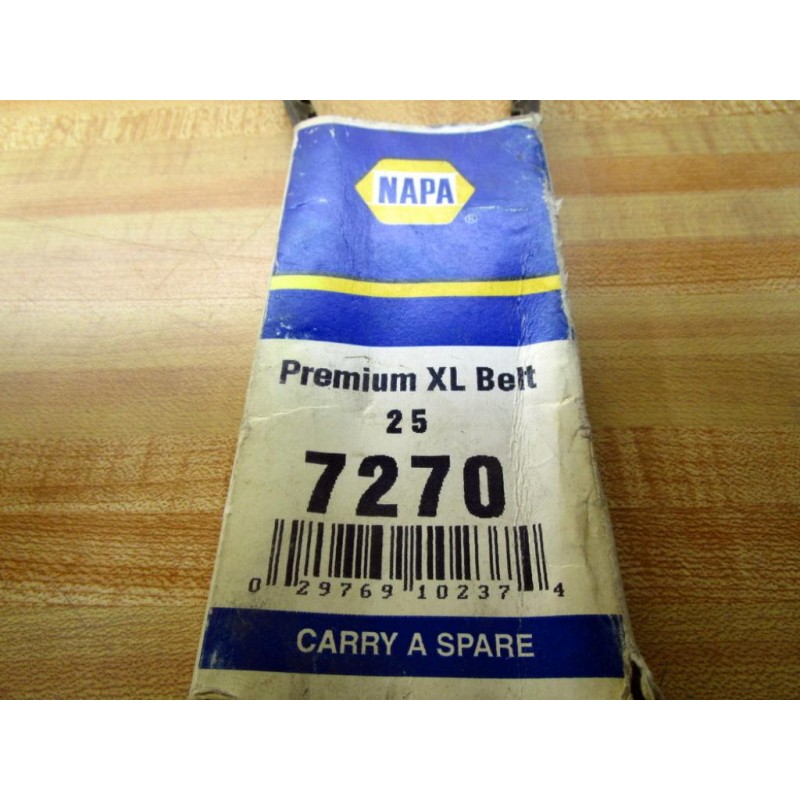 NAPA
®
Premium XL Belt
25
7270
0 29769 10237 4
CARRY A SPARE